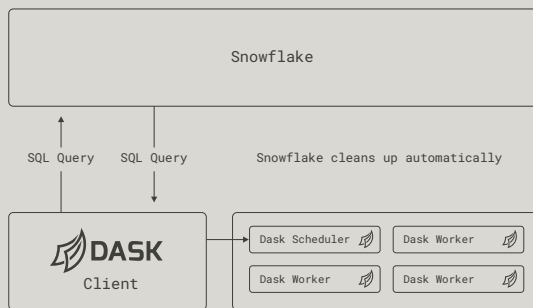 Snowflake
SQL Query
SQL Query
Snowflake cleans up automatically
DASK
Client
Dask Scheduler
Dask Worker
Dask Worker
Dask Worker